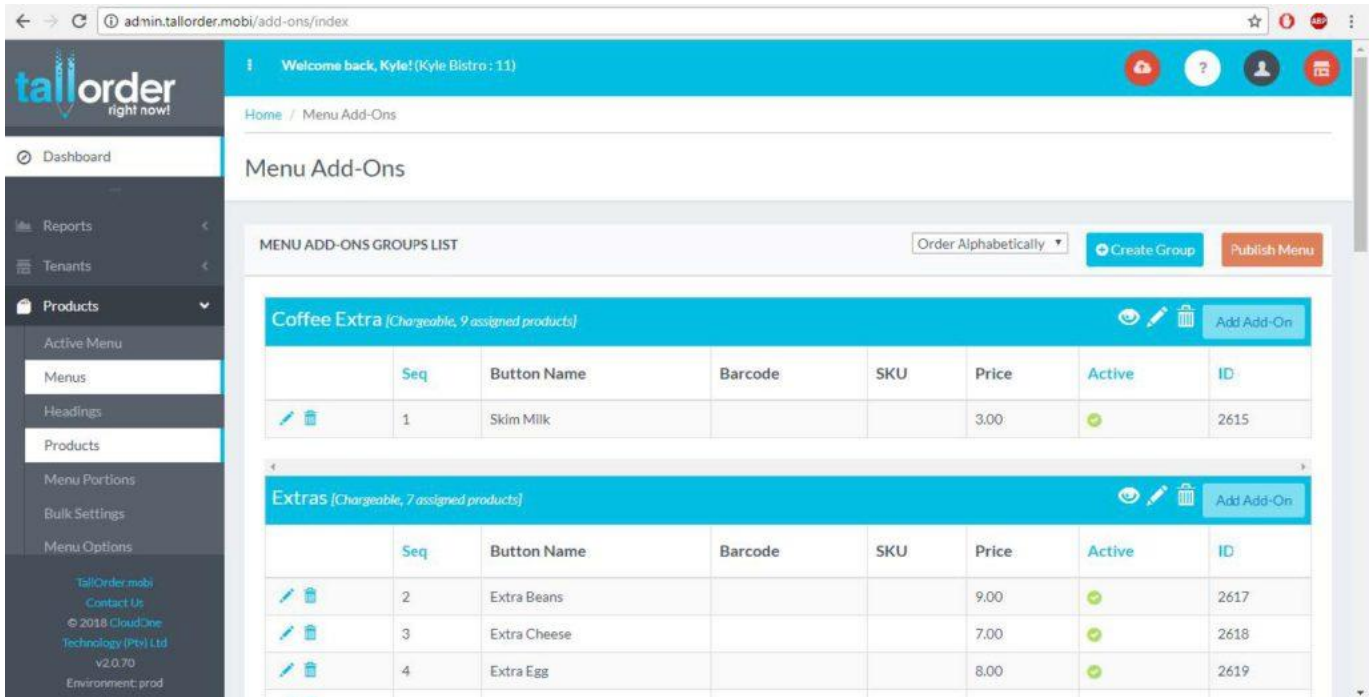 admin.tallorder.mobi/add-ons/index
ABP
tallorder
right now!
Welcome back, Kyle! (Kyle Bistro : 11)
?
Home / Menu Add-Ons
Dashboard
Menu Add-Ons
Reports
Tenants
Products
Active Menu
Menus
Headings
Products
Menu Portions
Bulk Settings
Menu Options
TallOrder.mobi
Contact Us
© 2018 CloudOne
Technology (Pty) Ltd
v2.0.70
Environment: prod
MENU ADD-ONS GROUPS LIST
Order Alphabetically
Create Group
Publish Menu
Coffee Extra [Chargeable, 9 assigned products]
Add Add-On
Seq Button Name Barcode SKU Price Active ID
1 Skim Milk 3.00 2615
Extras [Chargeable, 7 assigned products]
Add Add-On
Seq Button Name Barcode SKU Price Active ID
2 Extra Beans 9.00 2617
3 Extra Cheese 7.00 2618
4 Extra Egg 8.00 2619